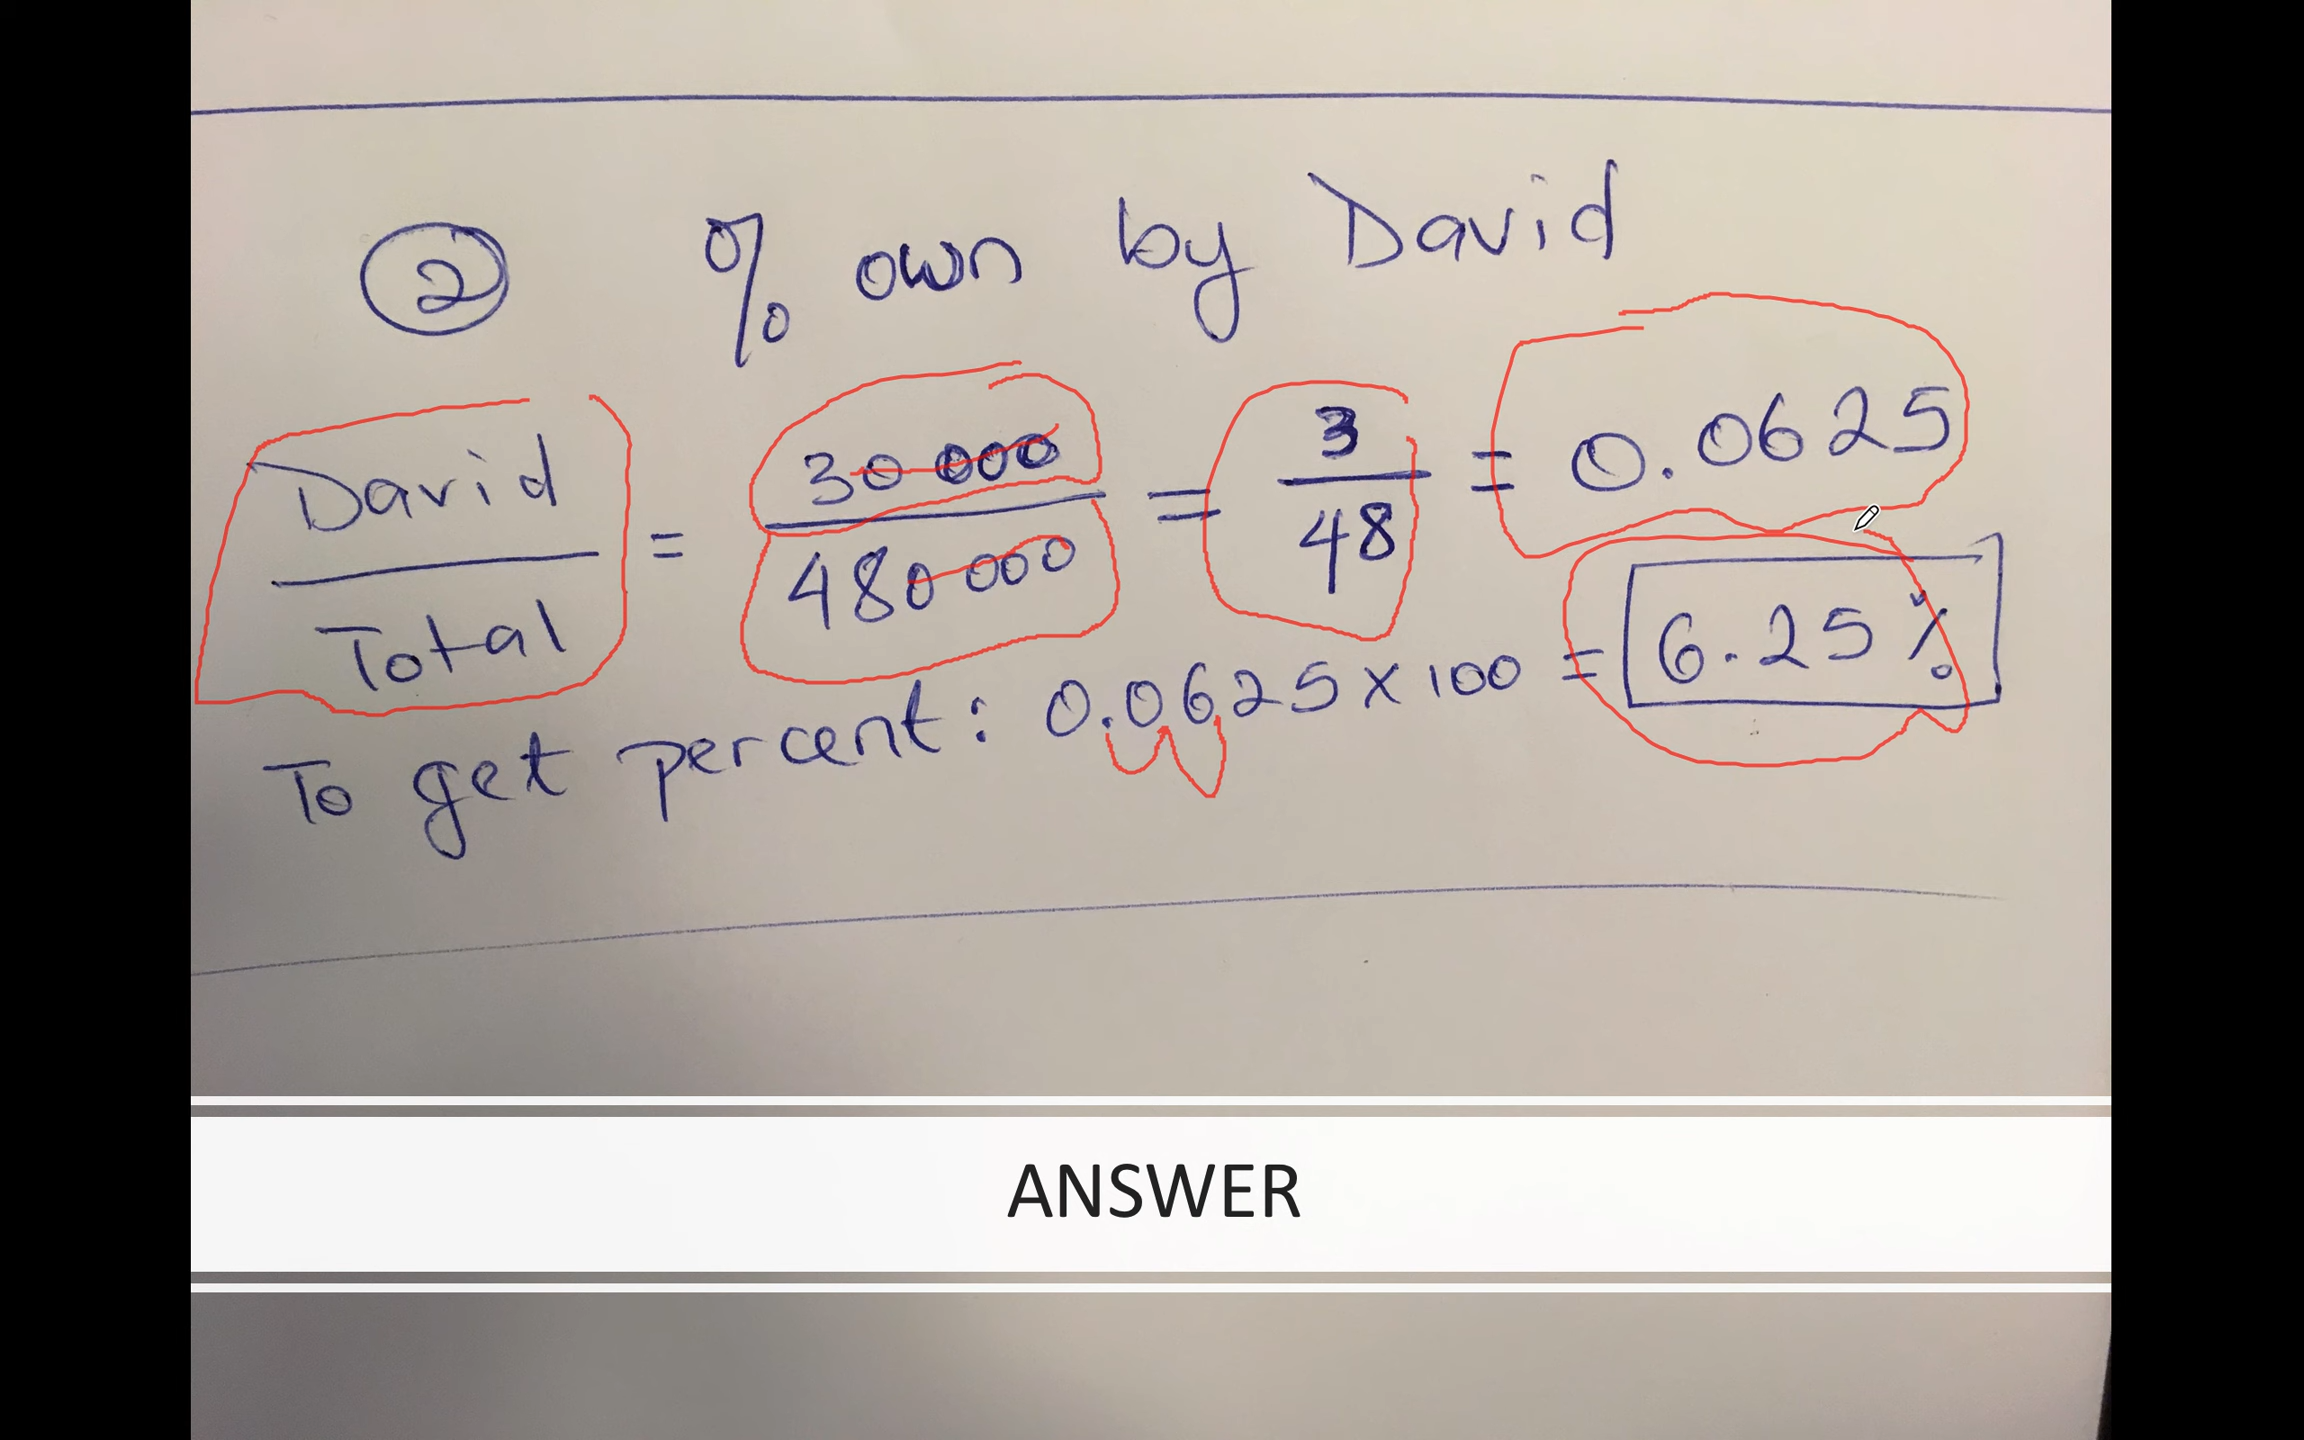 2 % own by David
David / Total = 30 000 / 480 000 = 3 / 48 = 0.0625
To get percent: 0.0625 x 100 = 6.25%
ANSWER